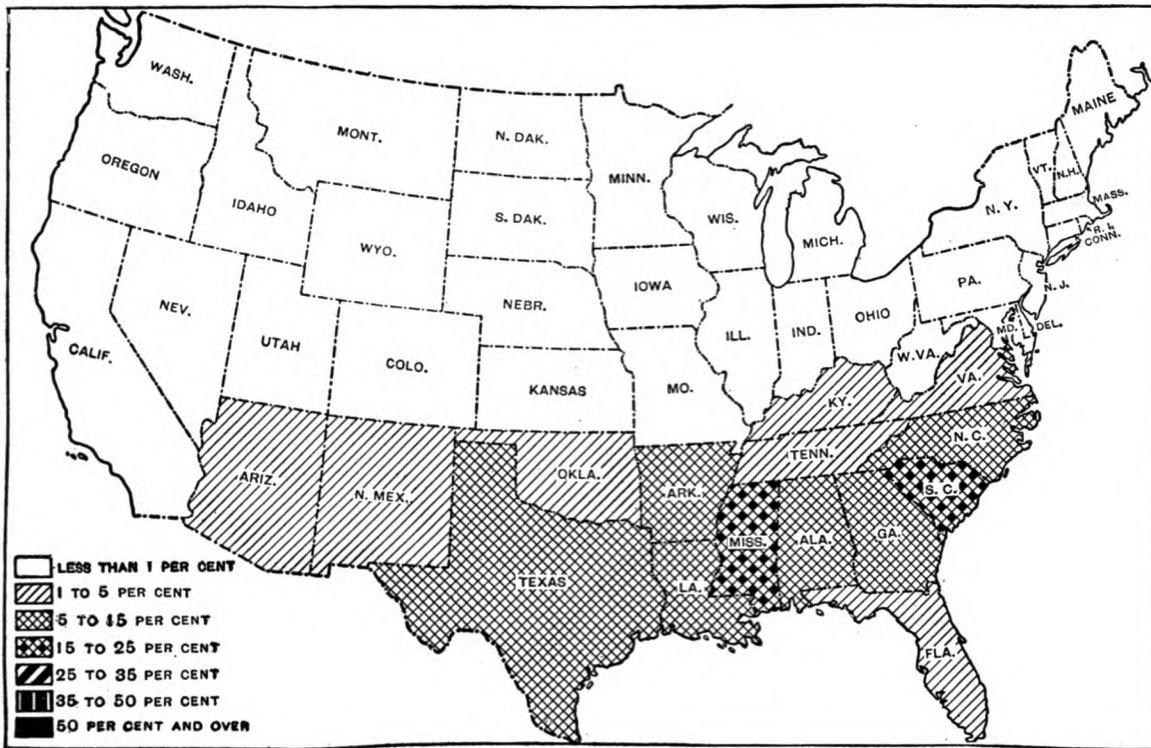 WASH.
MONT.
N. DAK.
MINN.
MAINE
OREGON
IDAHO
S. DAK.
WIS.
MICH.
VT.
N.H.
N. Y.
MASS.
R. I.
CONN.
WYO.
NEBR.
IOWA
PA.
N. J.
NEV.
UTAH
COLO.
ILL.
IND.
OHIO
MD.
DEL.
CALIF.
KANSAS
MO.
W. VA.
VA.
KY.
ARIZ.
N. MEX.
OKLA.
ARK.
TENN.
N. C.
S. C.
MISS.
ALA.
GA.
TEXAS
LA.
FLA.
LESS THAN 1 PER CENT
1 TO 5 PER CENT
5 TO 15 PER CENT
15 TO 25 PER CENT
25 TO 35 PER CENT
35 TO 50 PER CENT
50 PER CENT AND OVER